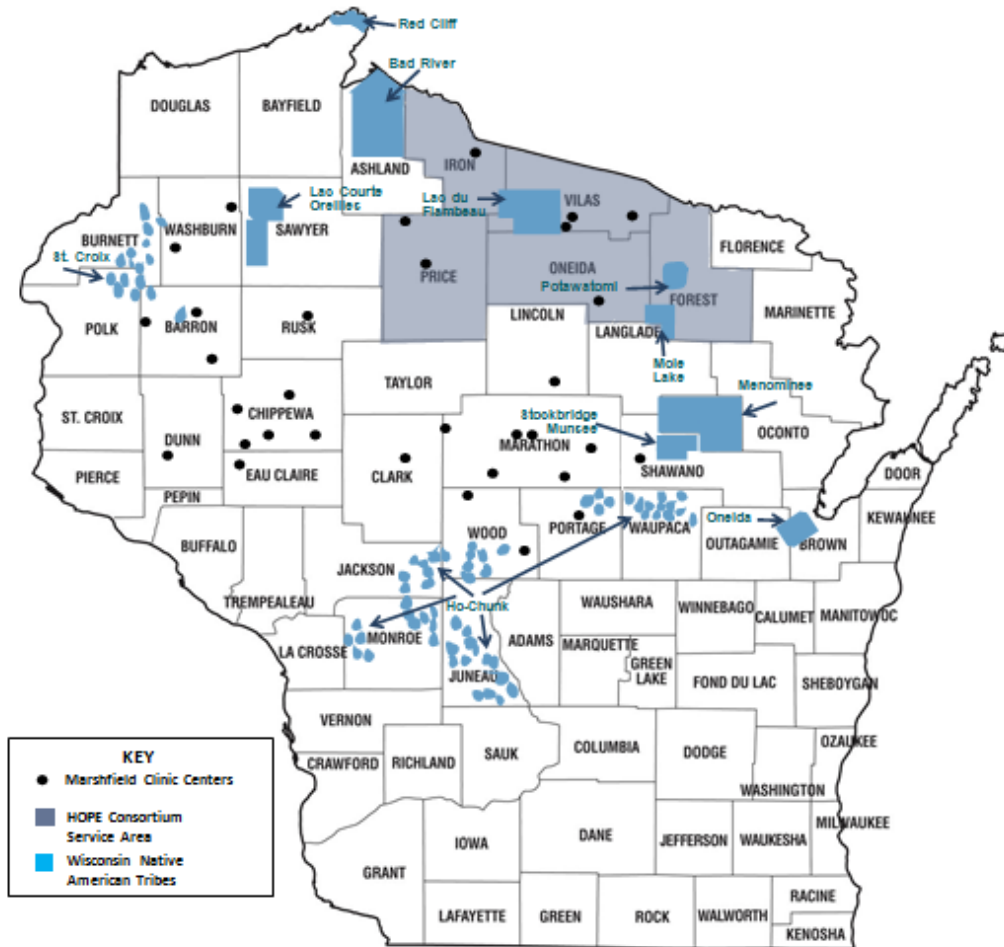 Red Cliff
Bad River
DOUGLAS
BAYFIELD
ASHLAND
IRON
Lac Courte
Oreilles
Lac du
Flambeau
VILAS
WASHBURN
SAWYER
BURNETT
St. Croix
FLORENCE
PRICE
ONEIDA
Potawatomi
FOREST
POLK
BARRON
RUSK
LINCOLN
LANGLADE
MARINETTE
Mole
Lake
TAYLOR
Menominee
ST. CROIX
CHIPPEWA
Stockbridge
Munsee
MARATHON
OCONTO
DUNN
SHAWANO
PIERCE
EAU CLAIRE
CLARK
DOOR
PEPIN
PORTAGE
WAUPACA
Oneida
KEWAUNEE
BUFFALO
WOOD
OUTAGAMIE
BROWN
JACKSON
TREMPEALEAU
Ho-Chunk
WAUSHARA
WINNEBAGO
CALUMET
MANITOWOC
LA CROSSE
MONROE
ADAMS
MARQUETTE
GREEN
LAKE
JUNEAU
FOND DU LAC
SHEBOYGAN
VERNON
CRAWFORD
RICHLAND
SAUK
COLUMBIA
DODGE
OZAUKEE
WASHINGTON
KEY
Marshfield Clinic Centers
HOPE Consortium
Service Area
Wisconsin Native
American Tribes
IOWA
DANE
JEFFERSON
WAUKESHA
MILWAUKEE
GRANT
LAFAYETTE
GREEN
ROCK
WALWORTH
RACINE
KENOSHA